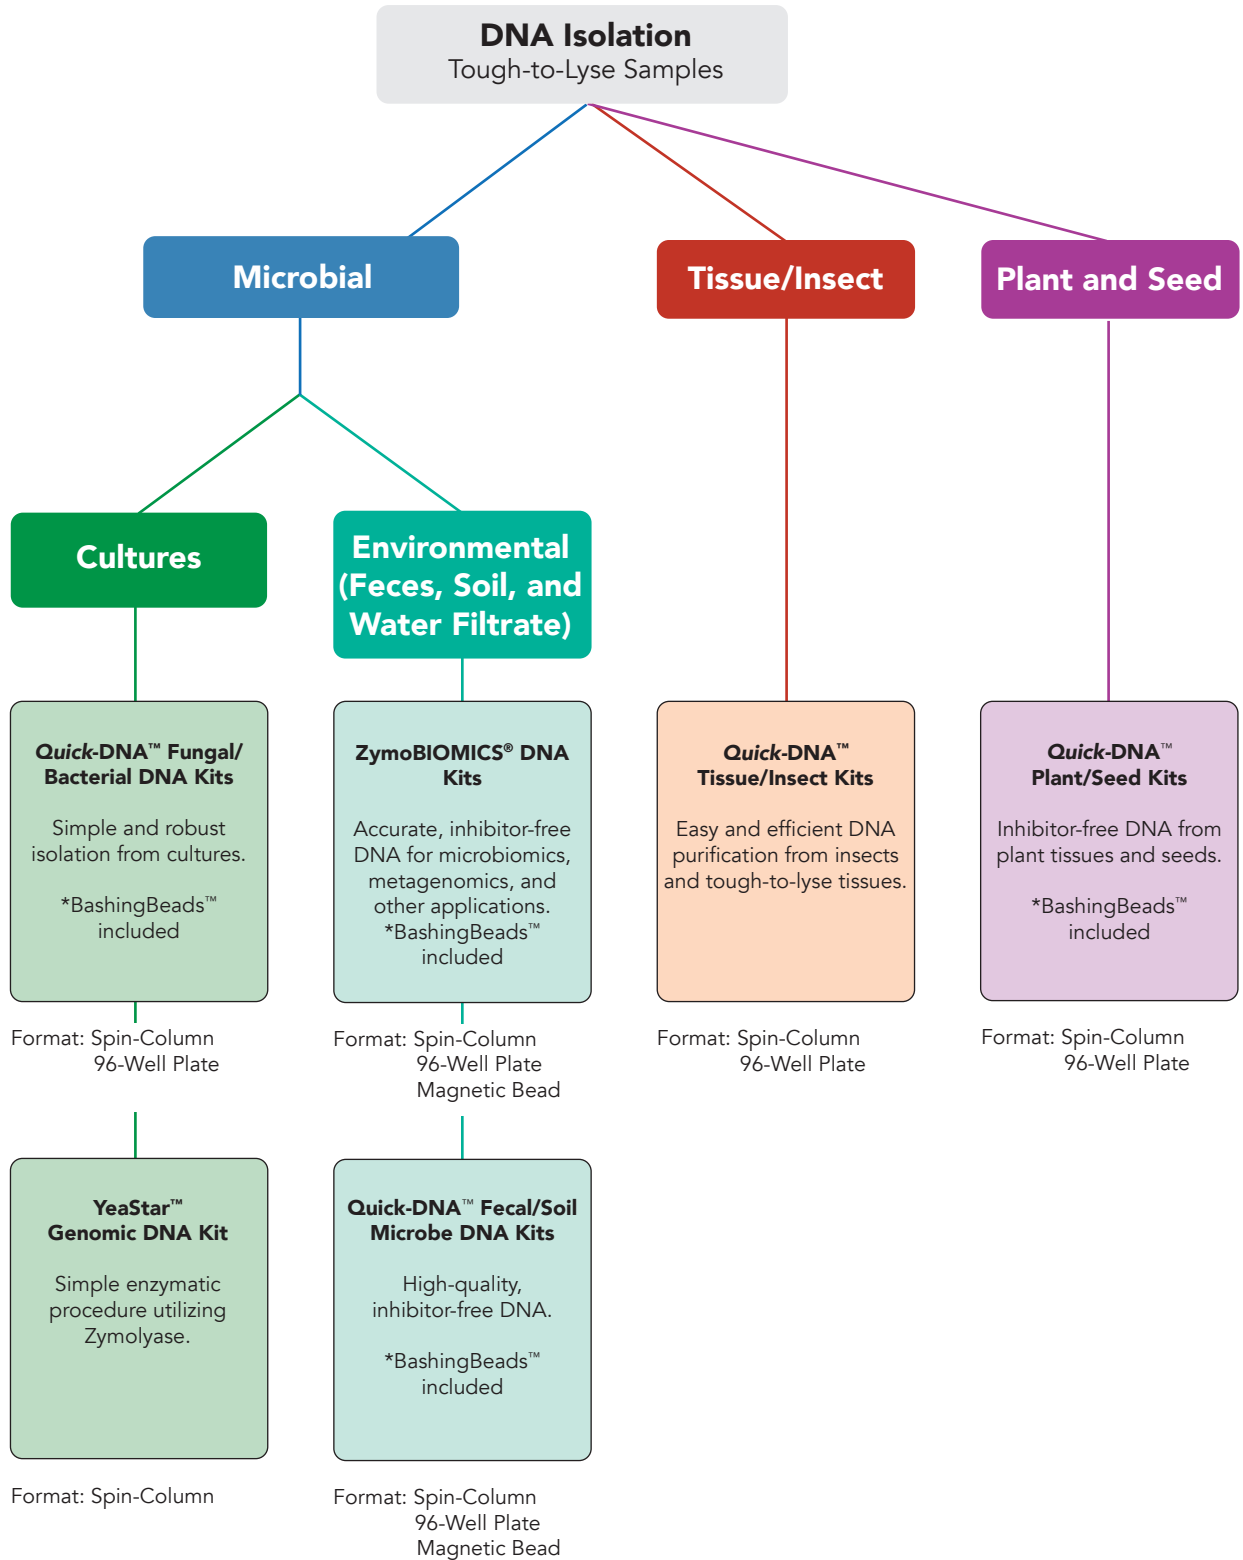 DNA Isolation
Tough-to-Lyse Samples
Microbial
Tissue/Insect
Plant and Seed
Cultures
Environmental
(Feces, Soil, and
Water Filtrate)
Quick-DNA™ Fungal/
Bacterial DNA Kits
Simple and robust
isolation from cultures.
*BashingBeads™
included
Format: Spin-Column
96-Well Plate
ZymoBIOMICS® DNA
Kits
Accurate, inhibitor-free
DNA for microbiomics,
metagenomics, and
other applications.
*BashingBeads™
included
Format: Spin-Column
96-Well Plate
Magnetic Bead
Quick-DNA™
Tissue/Insect Kits
Easy and efficient DNA
purification from insects
and tough-to-lyse tissues.
Format: Spin-Column
96-Well Plate
Quick-DNA™
Plant/Seed Kits
Inhibitor-free DNA from
plant tissues and seeds.
*BashingBeads™
included
Format: Spin-Column
96-Well Plate
YeaStar™
Genomic DNA Kit
Simple enzymatic
procedure utilizing
Zymolyase.
Format: Spin-Column
Quick-DNA™ Fecal/Soil
Microbe DNA Kits
High-quality,
inhibitor-free DNA.
*BashingBeads™
included
Format: Spin-Column
96-Well Plate
Magnetic Bead